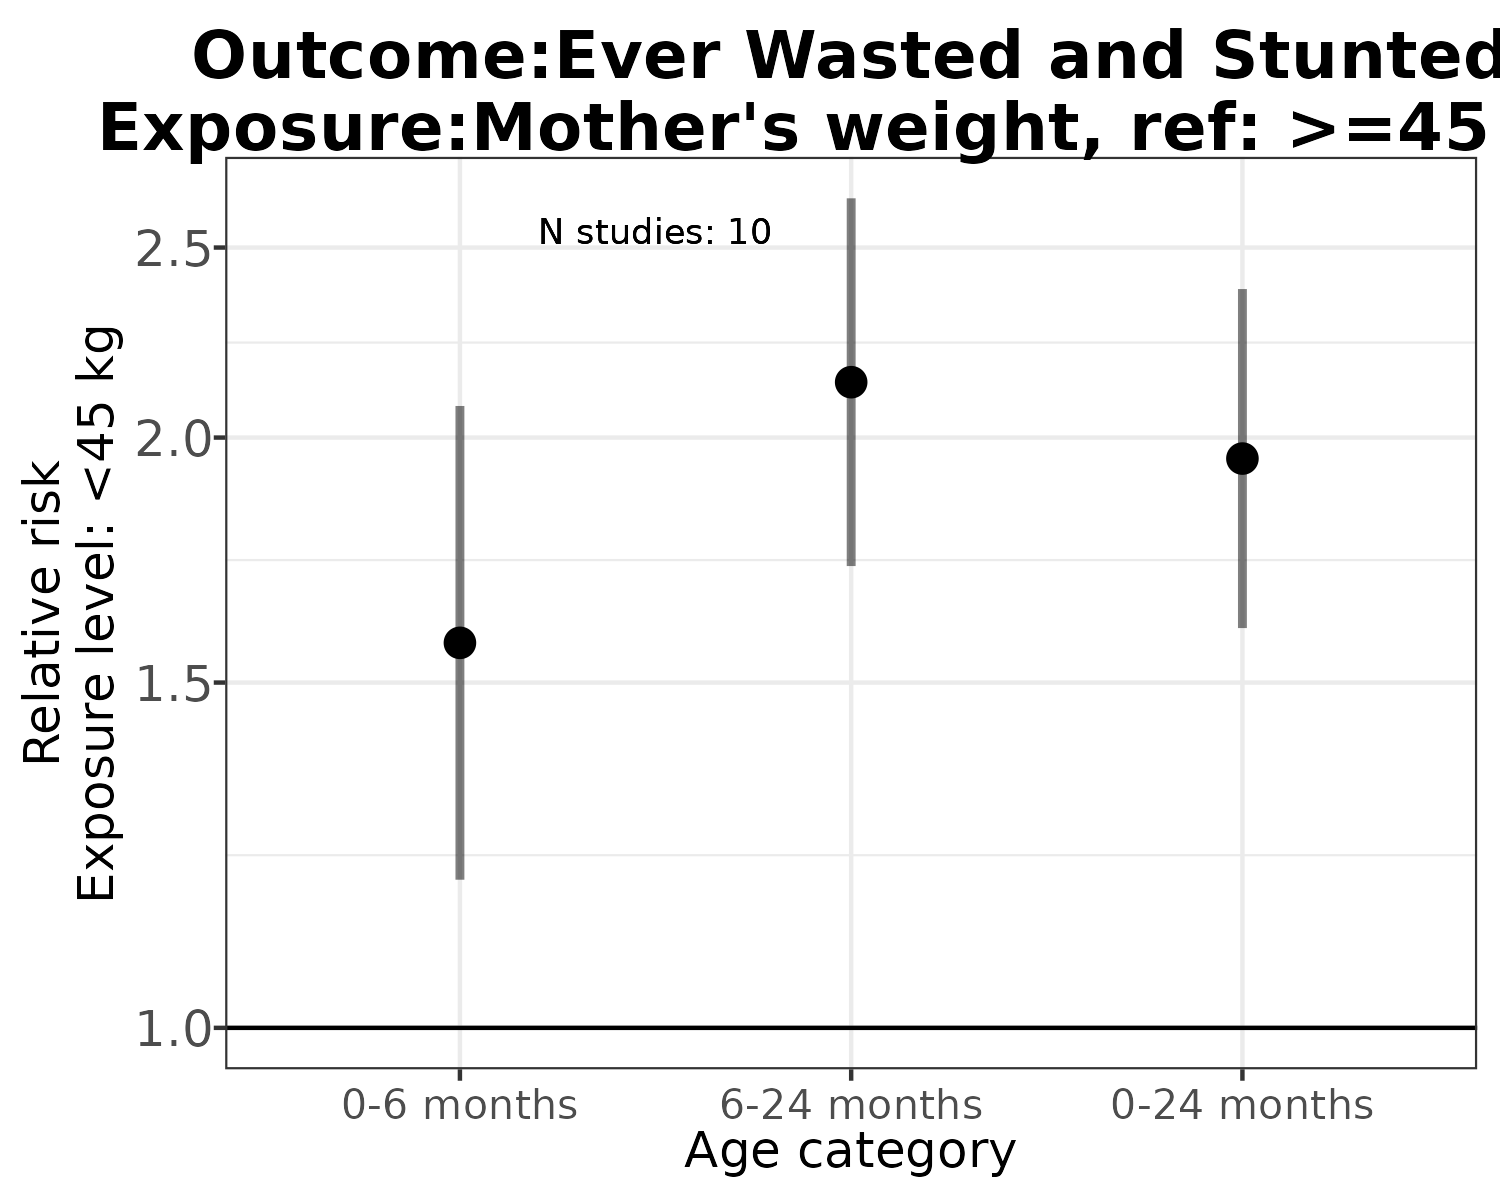 Outcome:Ever Wasted and Stunted
Exposure:Mother's weight, ref: >=45
N studies: 10
2.5
2.0
1.5
1.0
Relative risk
Exposure level: <45 kg
0-6 months
6-24 months
0-24 months
Age category